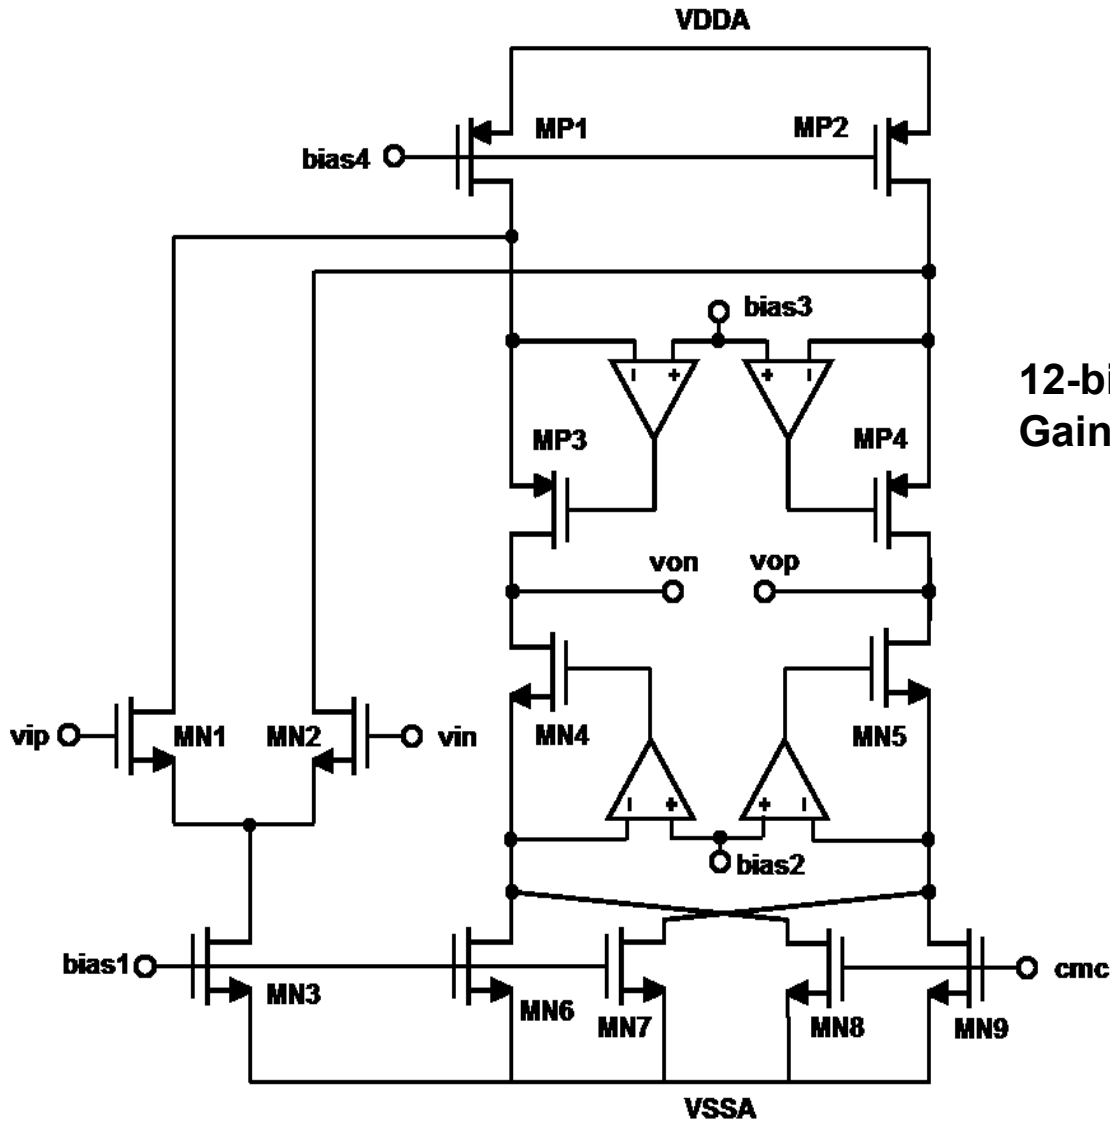 VDDA
MP1
MP2
bias4
bias3
- + + -
12-bi
Gain
MP3
MP4
von
vop
vip
MN1
MN2
vin
MN4
MN5
- + + -
bias2
bias1
MN3
MN6
MN7
MN8
MN9
cmc
VSSA